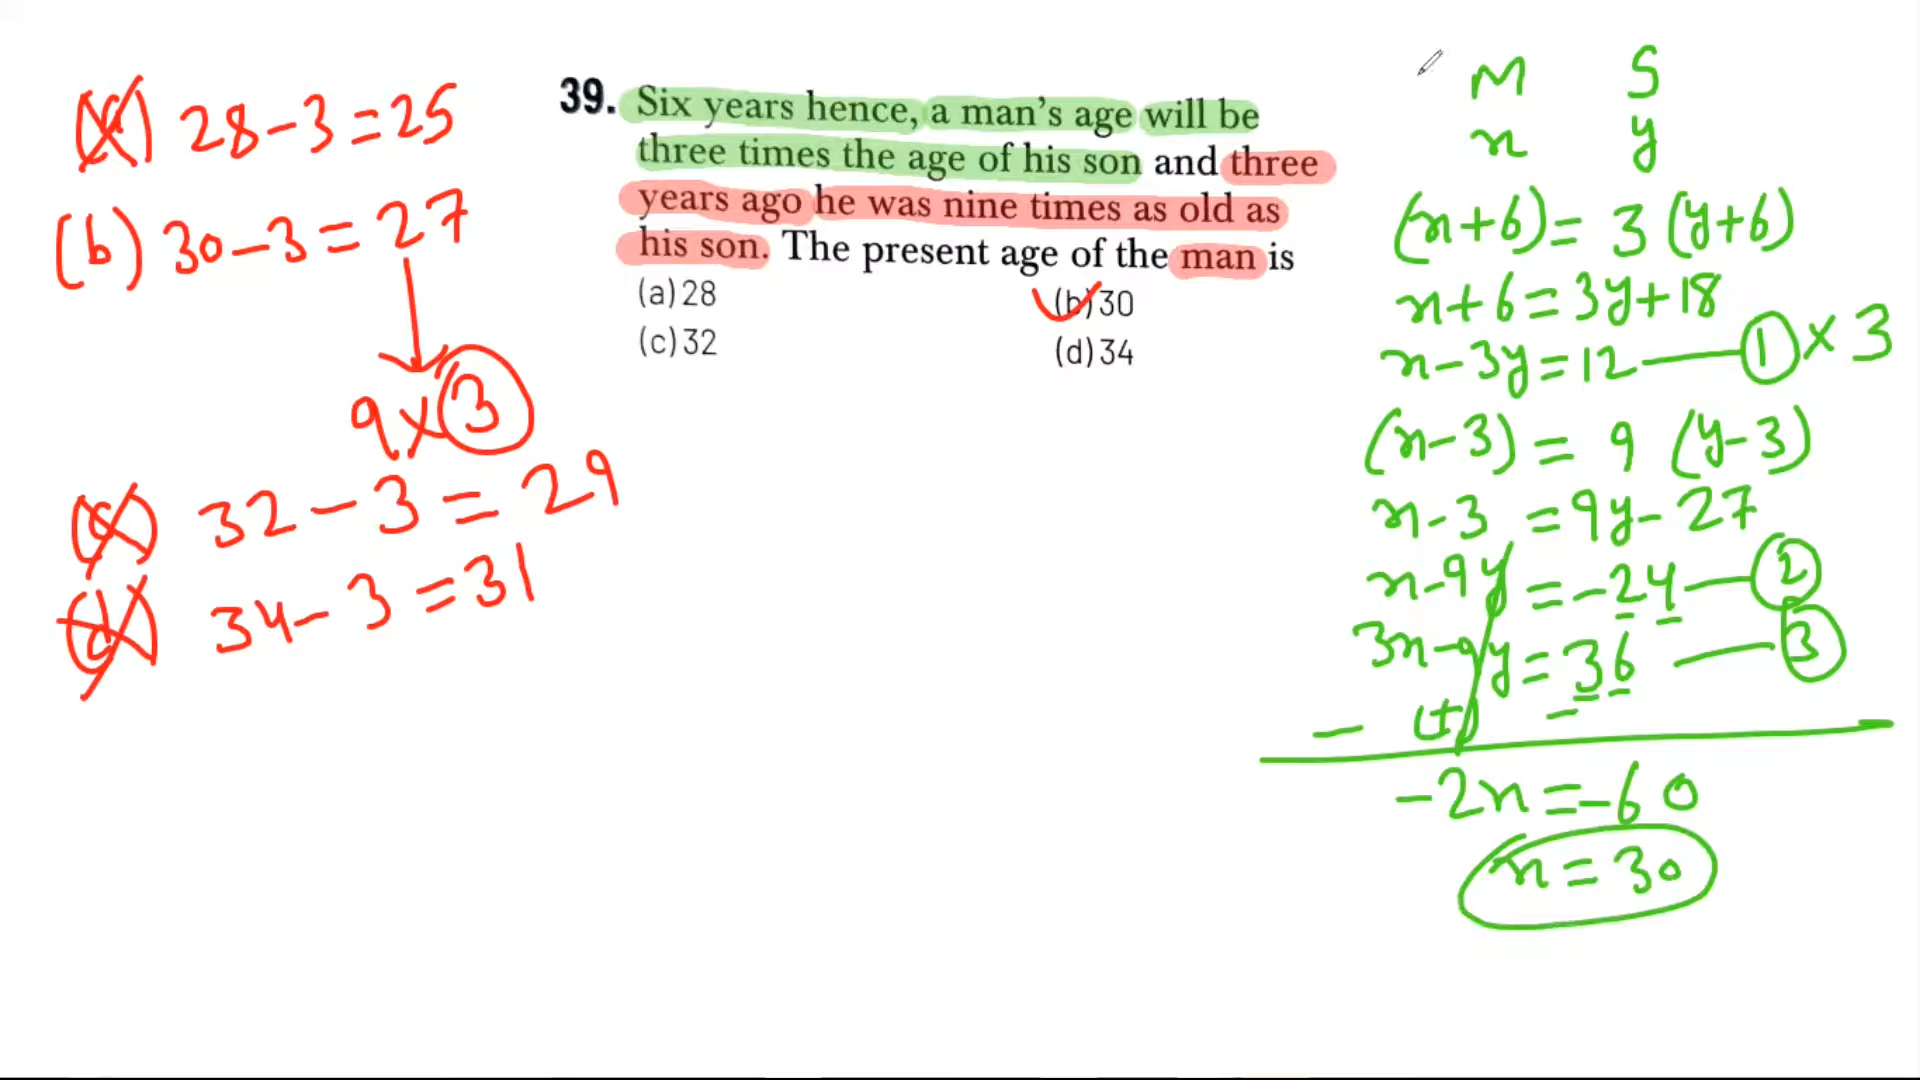 (a) 28-3=25
(b) 30-3=27
9×3
(c) 32-3=29
(d) 34-3=31
39. Six years hence, a man's age will be
three times the age of his son and three
years ago he was nine times as old as
his son. The present age of the man is
(a) 28
(b) 30
(c) 32
(d) 34
M S
x y
(x+6)= 3(y+6)
x+6=3y+18
x-3y=12 — 1 ×3
(x-3) = 9 (y-3)
x-3 = 9y-27
x-9y = -24 — 2
3x-9y = 36 — 3
- (+) -
-2x=-60
x=30